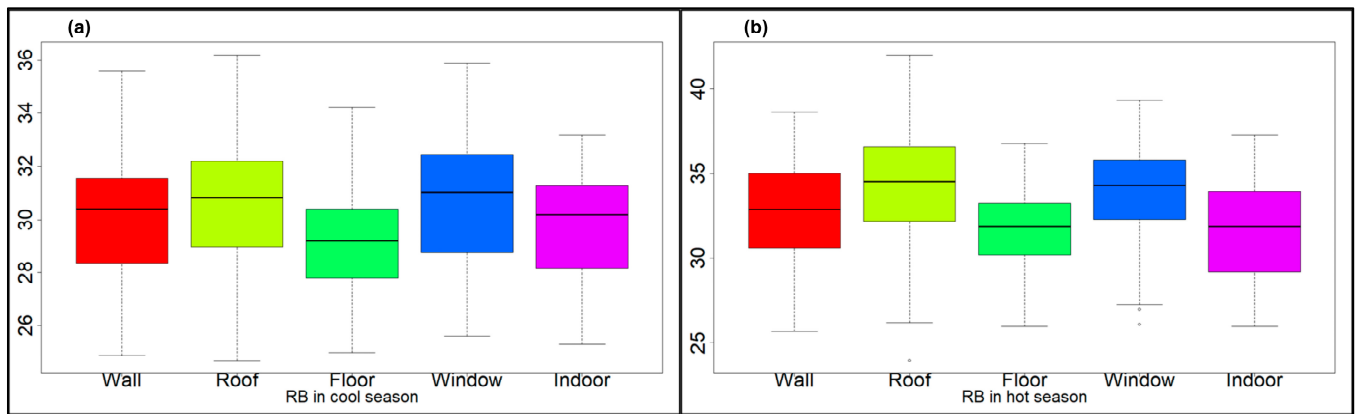 (a)
36
34
32
30
28
26
Wall Roof Floor Window Indoor
RB in cool season
(b)
40
35
30
25
Wall Roof Floor Window Indoor
RB in hot season